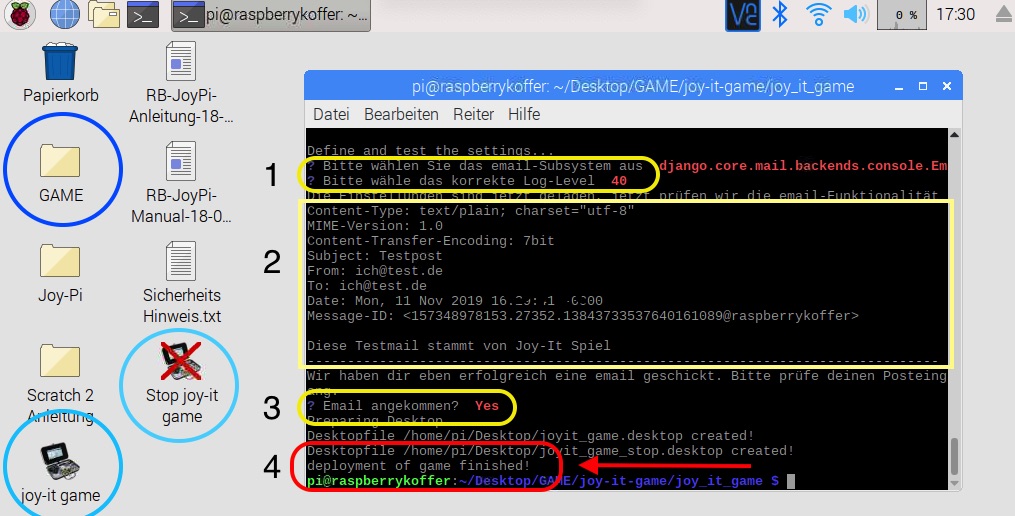 pi@raspberrykoffer: ~...
0 %
17:30
Papierkorb
RB-JoyPi-
Anleitung-18-...
GAME
RB-JoyPi-
Manual-18-0...
Joy-Pi
Sicherheits
Hinweis.txt
Scratch 2
Anleitung
Stop joy-it
game
joy-it game
pi@raspberrykoffer: ~/Desktop/GAME/joy-it-game/joy_it_game
Datei Bearbeiten Reiter Hilfe
Define and test the settings...
1
? Bitte wählen Sie das email-Subsystem aus django.core.mail.backends.console.Em
? Bitte wähle das korrekte Log-Level 40
Die Einstellungen sind jetzt geladen. Jetzt prüfen wir die email-Funktionalität
2
Content-Type: text/plain; charset="utf-8"
MIME-Version: 1.0
Content-Transfer-Encoding: 7bit
Subject: Testpost
From: ich@test.de
To: ich@test.de
Date: Mon, 11 Nov 2019
Message-ID: <157348978153.27352.13843733537640161089@raspberrykoffer>
Diese Testmail stammt von Joy-It Spiel
Wir haben dir eben erfolgreich eine email geschickt. Bitte prüfe deinen Posteing
ang!
3
? Email angekommen? Yes
Preparing Desktop
Desktopfile /home/pi/Desktop/joyit_game.desktop created!
Desktopfile /home/pi/Desktop/joyit_game_stop.desktop created!
4
deployment of game finished!
pi@raspberrykoffer:~/Desktop/GAME/joy-it-game/joy_it_game $